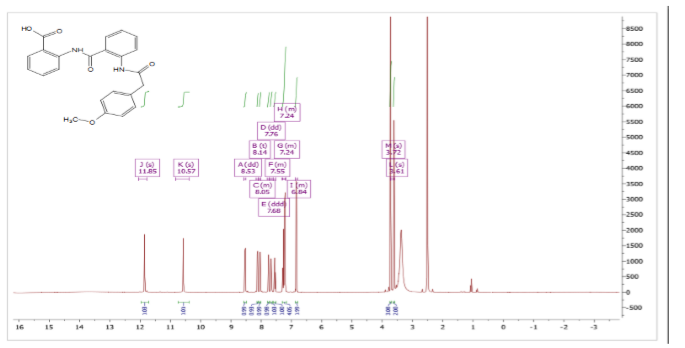 HO
O
NH
O
HN
O
O
H₃C
J (s)
11.85
K (s)
10.57
H (m)
7.24
D (dd)
7.76
B (t)
8.14
G (m)
7.24
A (dd)
8.53
F (m)
7.55
C (m)
8.05
I (m)
6.84
E (ddd)
7.68
M (s)
3.72
L (s)
3.61
8500
8000
7500
7000
6500
6000
5500
5000
4500
4000
3500
3000
2500
2000
1500
1000
500
0
-500
16 15 14 13 12 11 10 9 8 7 6 5 4 3 2 1 0 -1 -2 -3